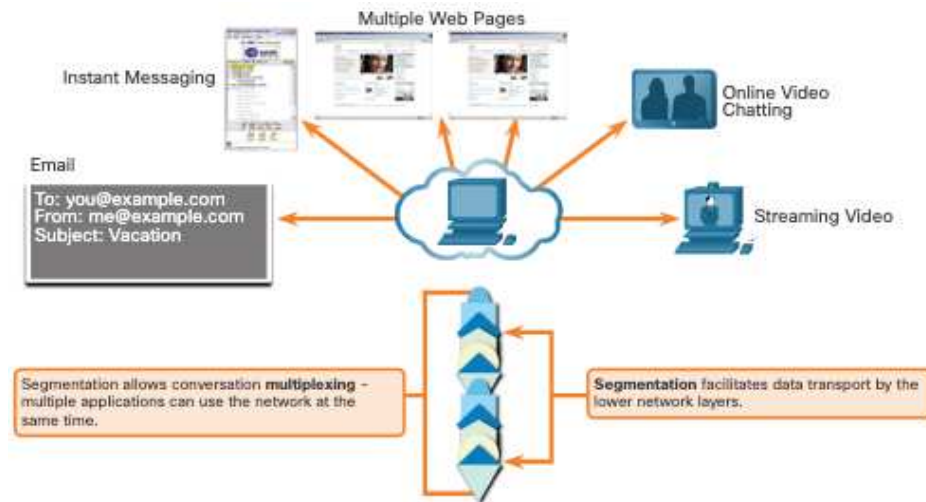 Multiple Web Pages
Instant Messaging
Online Video
Chatting
Email
To: you@example.com
From: me@example.com
Subject: Vacation
Streaming Video
Segmentation allows conversation multiplexing -
multiple applications can use the network at the
same time.
Segmentation facilitates data transport by the
lower network layers.